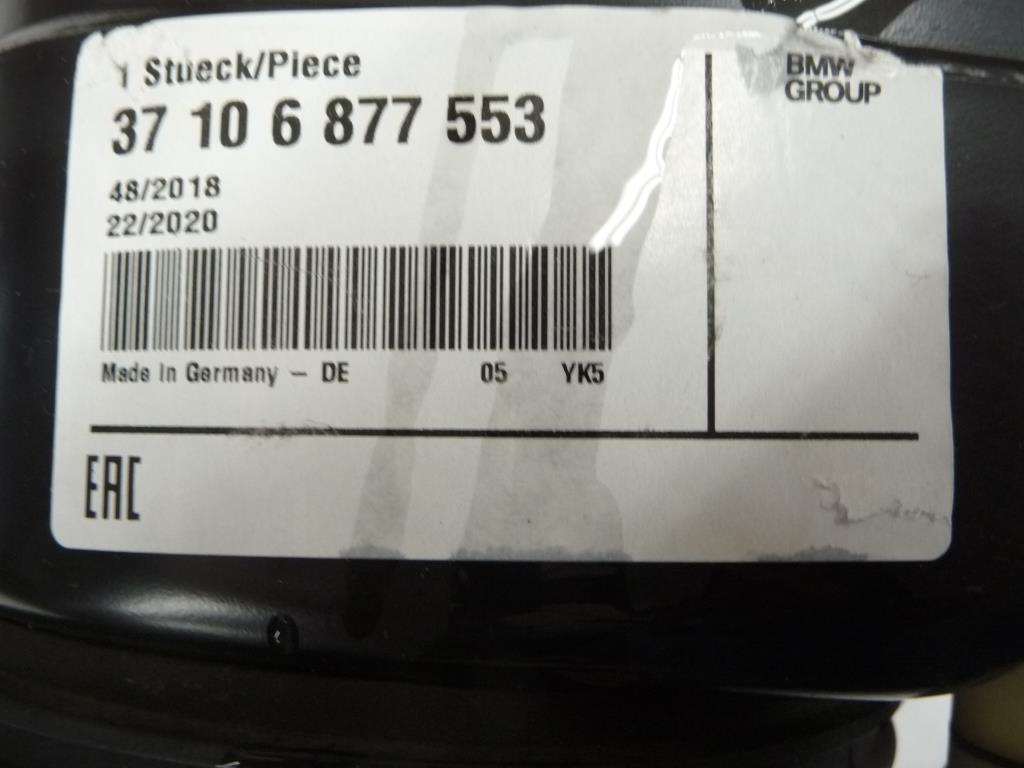 1 Stueck/Piece
37 10 6 877 553
48/2018
22/2020
Made in Germany – DE 05 YK5
BMW
GROUP
EAC